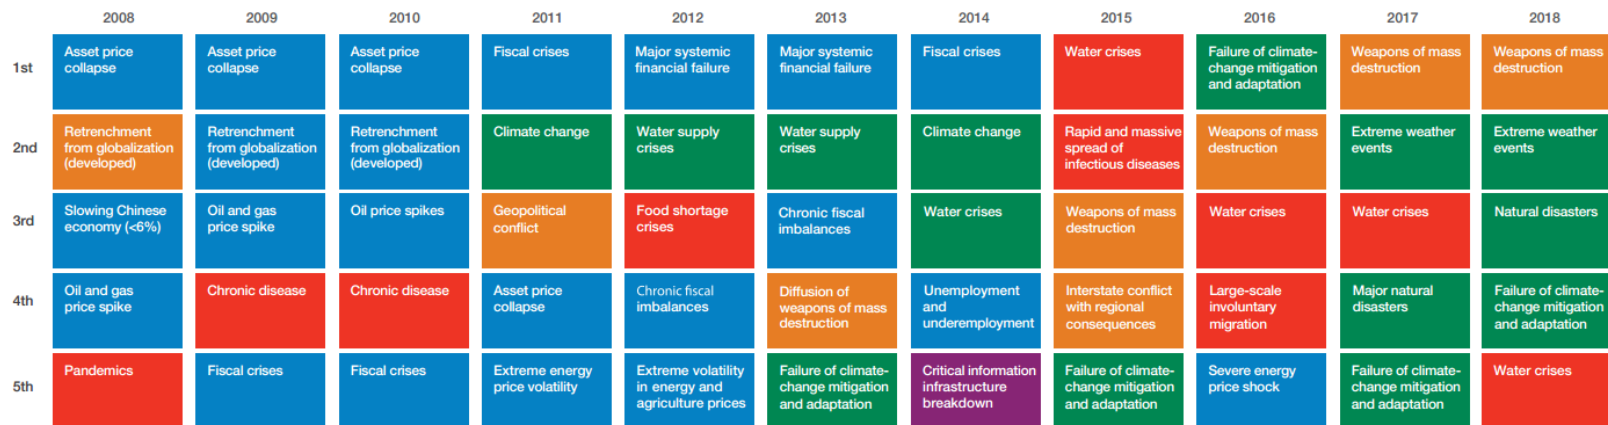 2008 2009 2010 2011 2012 2013 2014 2015 2016 2017 2018
1st
Asset price
collapse
Asset price
collapse
Asset price
collapse
Fiscal crises
Major systemic
financial failure
Major systemic
financial failure
Fiscal crises
Water crises
Failure of climate-
change mitigation
and adaptation
Weapons of mass
destruction
Weapons of mass
destruction
2nd
Retrenchment
from globalization
(developed)
Retrenchment
from globalization
(developed)
Retrenchment
from globalization
(developed)
Climate change
Water supply
crises
Water supply
crises
Climate change
Rapid and massive
spread of
infectious diseases
Weapons of mass
destruction
Extreme weather
events
Extreme weather
events
3rd
Slowing Chinese
economy (<6%)
Oil and gas
price spike
Oil price spikes
Geopolitical
conflict
Food shortage
crises
Chronic fiscal
imbalances
Water crises
Weapons of mass
destruction
Water crises
Water crises
Natural disasters
4th
Oil and gas
price spike
Chronic disease
Chronic disease
Asset price
collapse
Chronic fiscal
imbalances
Diffusion of
weapons of mass
destruction
Unemployment
and
underemployment
Interstate conflict
with regional
consequences
Large-scale
involuntary
migration
Major natural
disasters
Failure of climate-
change mitigation
and adaptation
5th
Pandemics
Fiscal crises
Fiscal crises
Extreme energy
price volatility
Extreme volatility
in energy and
agriculture prices
Failure of climate-
change mitigation
and adaptation
Critical information
infrastructure
breakdown
Failure of climate-
change mitigation
and adaptation
Severe energy
price shock
Failure of climate-
change mitigation
and adaptation
Water crises